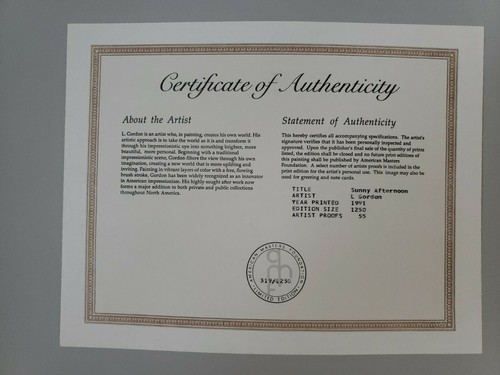 Certificate of Authenticity
About the Artist
L. Gordon is an artist who, in painting, creates his own world. His
artistic approach is to take the world as it is and transform it
through his impressionistic eye into something brighter, more
beautiful, more personal. Beginning with a traditional
impressionistic scene, Gordon filters the view through his own
imagination, creating a new world that is more uplifting and
inviting. Painting in vibrant layers of color with a free, flowing
brush stroke, Gordon has been widely recognized as an innovator
in American impressionism. His highly sought after work now
forms a major addition to both private and public collections
throughout North America.
Statement of Authenticity
This hereby certifies all accompanying specifications. The artist's
signature verifies that it has been personally inspected and
approved. Upon the publisher's final sale of the quantity of prints
listed, the edition shall be closed and no future print editions of
this painting shall be published by American Masters
Foundation. A select number of artists proofs is included in the
print edition for the artist's personal use. This image may also be
used for greeting and note cards.
TITLE Sunny Afternoon
ARTIST L Gordon
YEAR PRINTED 1991
EDITION SIZE 1250
ARTIST PROOFS 55
AMERICAN MASTERS FOUNDATION
319/1250
LIMITED EDITION